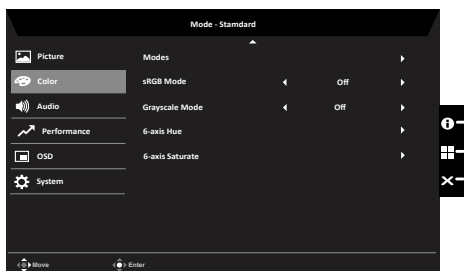 Mode - Stamdard
Picture
Modes
Color
sRGB Mode Off
Audio
Grayscale Mode Off
Performance
6-axis Hue
OSD
6-axis Saturate
System
Move Enter